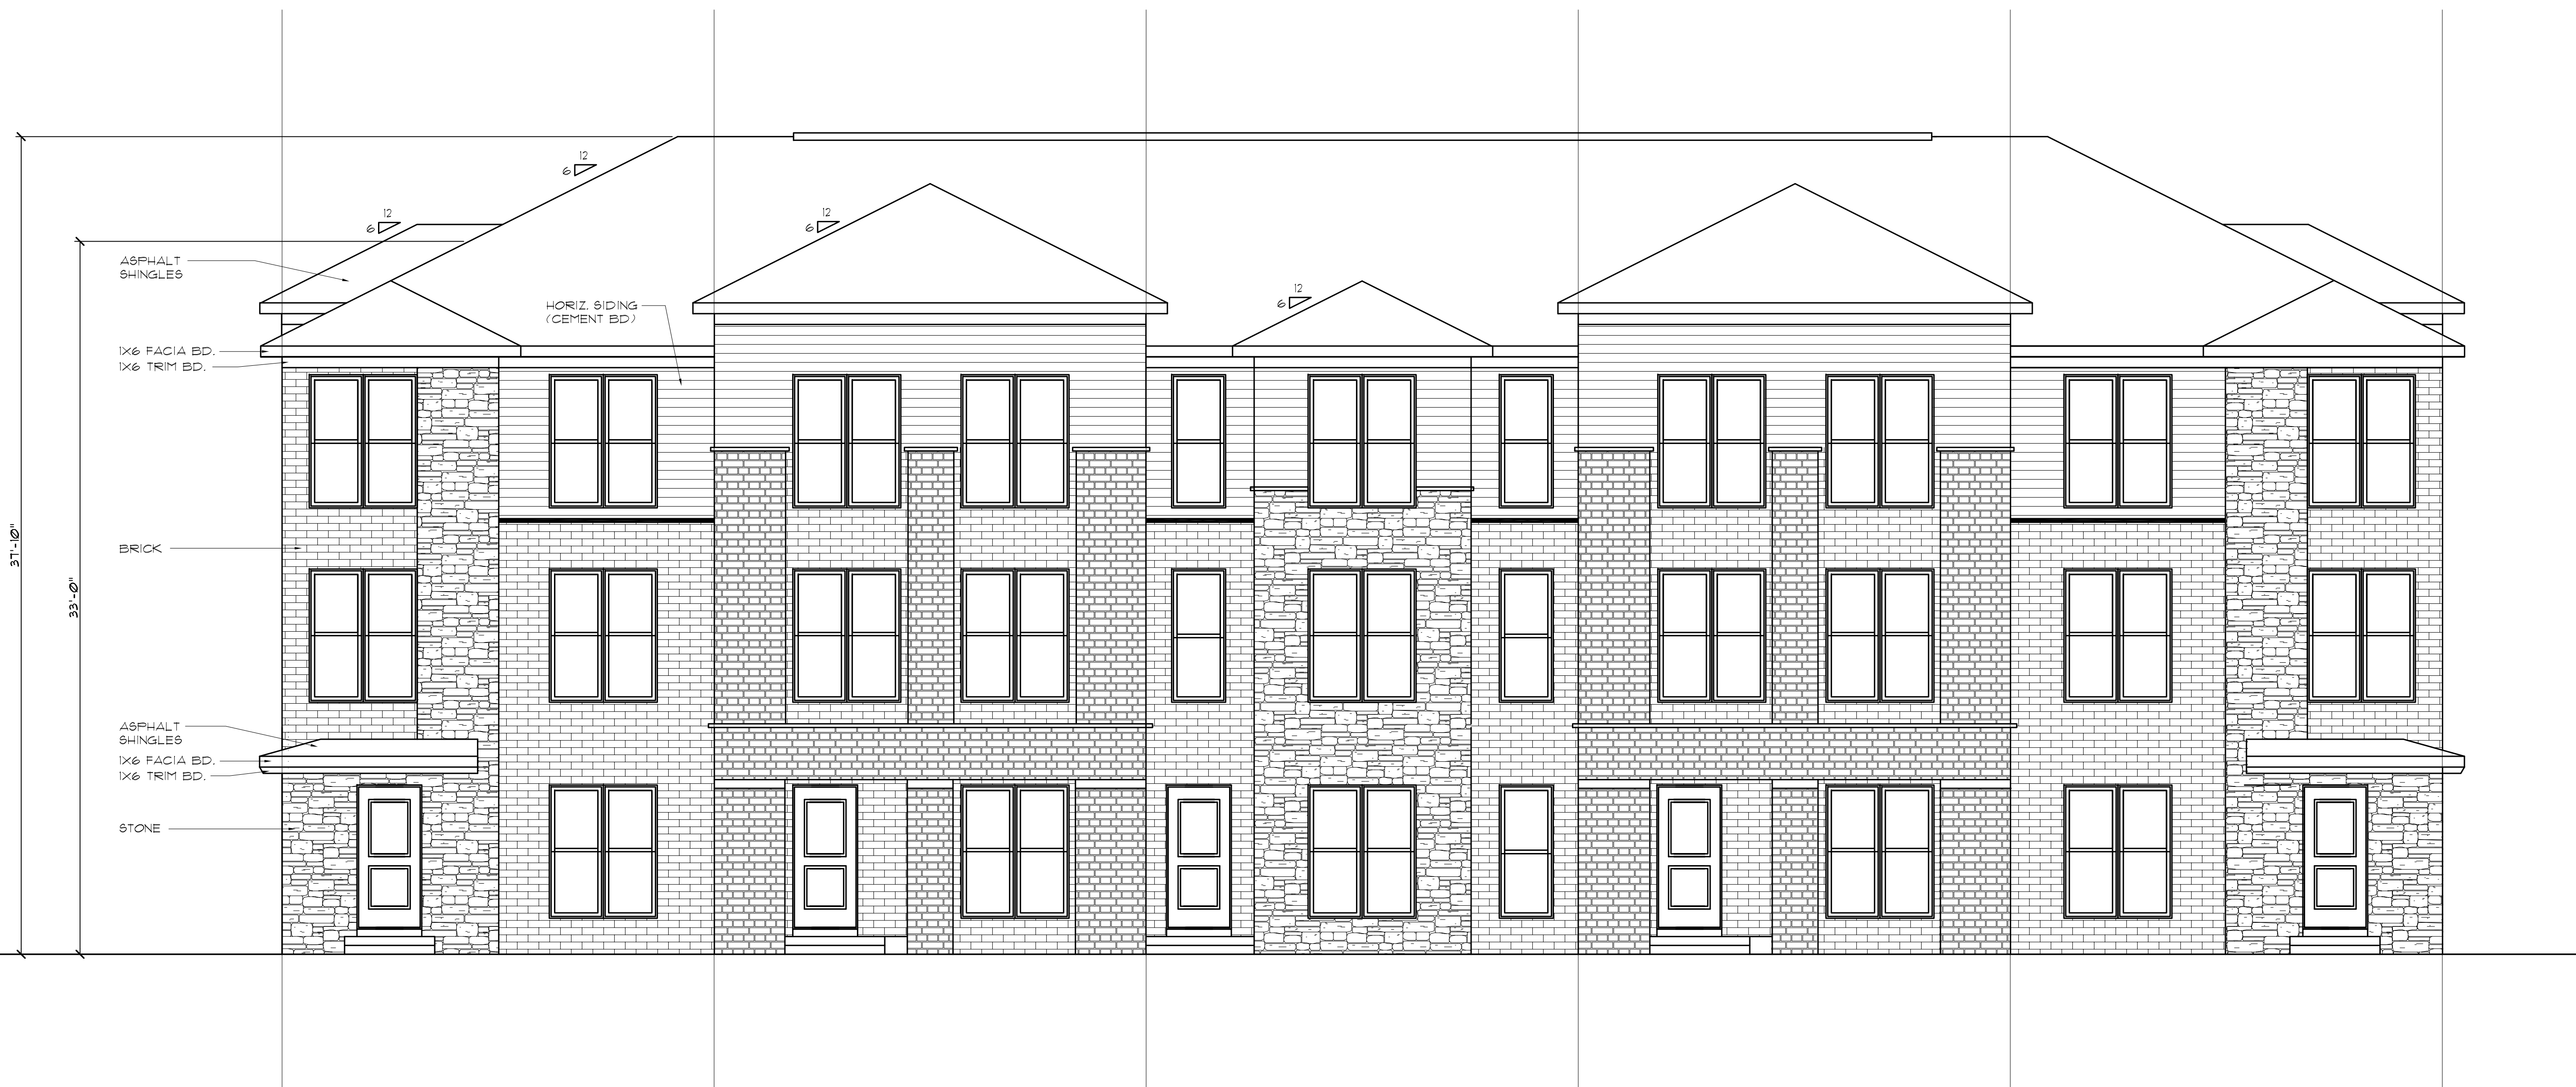 12
6
12
6
12
6
ASPHALT
SHINGLES
12
6
HORIZ. SIDING
(CEMENT BD)
1X6 FACIA BD.
1X6 TRIM BD.
37'-10"
BRICK
33'-0"
ASPHALT
SHINGLES
1X6 FACIA BD.
1X6 TRIM BD.
STONE